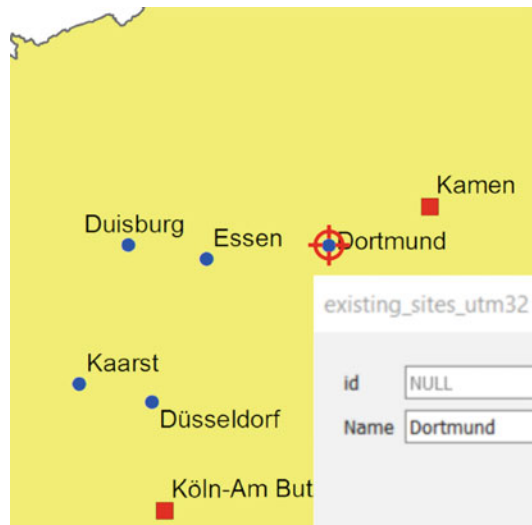 Kamen
Duisburg
Essen
Dortmund
existing_sites_utm32
Kaarst
id NULL
Düsseldorf
Name Dortmund
Köln-Am But